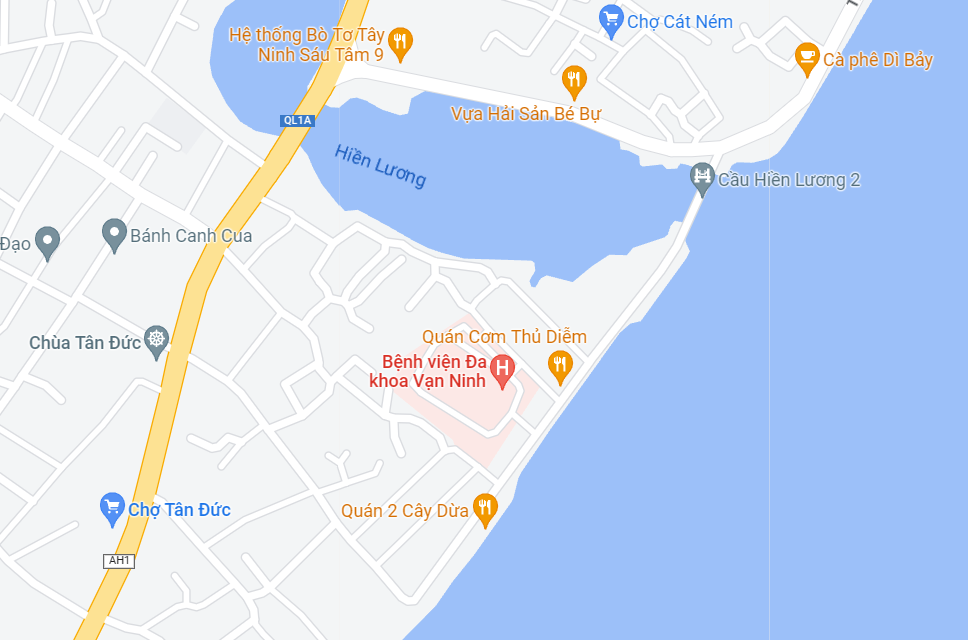 Chợ Cát Ném
Hệ thống Bò Tơ Tây
Ninh Sáu Tâm 9
Cà phê Dì Bảy
Vựa Hải Sản Bé Bự
QL1A
Hiền Lương
Cầu Hiền Lương 2
Đạo
Bánh Canh Cua
Chùa Tân Đức
Quán Cơm Thủ Diễm
Bệnh viện Đa
khoa Vạn Ninh
H
Chợ Tân Đức
Quán 2 Cây Dừa
AH1